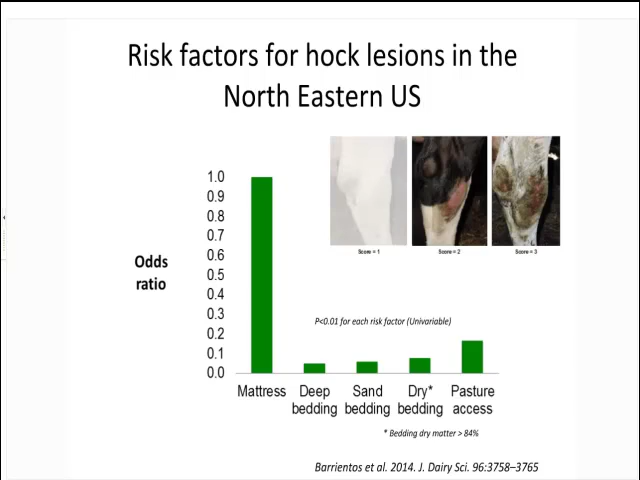 Risk factors for hock lesions in the
North Eastern US
Score = 1
Score = 2
Score = 3
Odds
ratio
1.0
0.9
0.8
0.7
0.6
0.5
0.4
0.3
0.2
0.1
0.0
P<0.01 for each risk factor (Univariable)
Mattress
Deep
bedding
Sand
bedding
Dry*
bedding
Pasture
access
* Bedding dry matter > 84%
Barrientos et al. 2014. J. Dairy Sci. 96:3758–3765